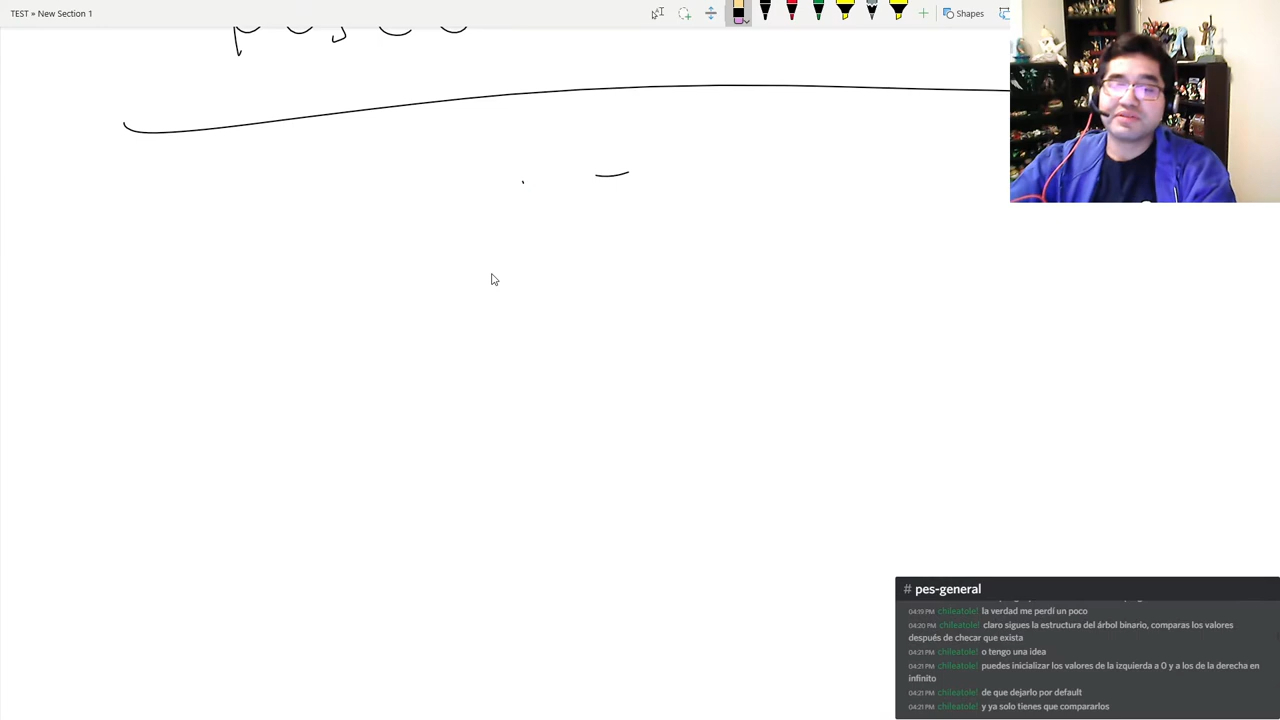 TEST » New Section 1
Shapes
# pes-general
04:19 PM chileatole! la verdad me perdí un poco
04:20 PM chileatole! claro sigues la estructura del árbol binario, comparas los valores
después de checar que exista
04:21 PM chileatole! o tengo una idea
04:21 PM chileatole! puedes inicializar los valores de la izquierda a 0 y a los de la derecha en
infinito
04:21 PM chileatole! de que dejarlo por default
04:21 PM chileatole! y ya solo tienes que compararlos